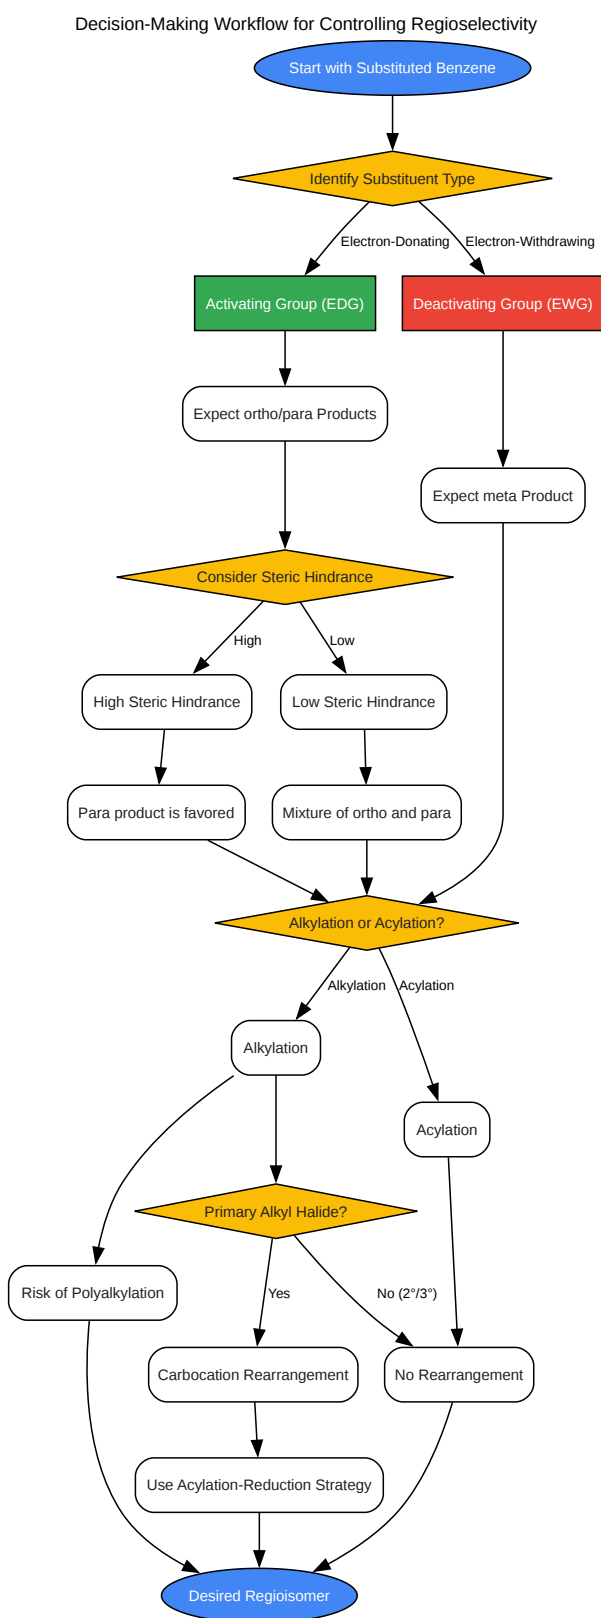 Decision-Making Workflow for Controlling Regioselectivity
Start with Substituted Benzene
Identify Substituent Type
Electron-Donating
Electron-Withdrawing
Activating Group (EDG)
Deactivating Group (EWG)
Expect ortho/para Products
Expect meta Product
Consider Steric Hindrance
High
Low
High Steric Hindrance
Low Steric Hindrance
Para product is favored
Mixture of ortho and para
Alkylation or Acylation?
Alkylation
Acylation
Alkylation
Acylation
Primary Alkyl Halide?
Risk of Polyalkylation
Yes
No (2°/3°)
Carbocation Rearrangement
No Rearrangement
Use Acylation-Reduction Strategy
Desired Regioisomer